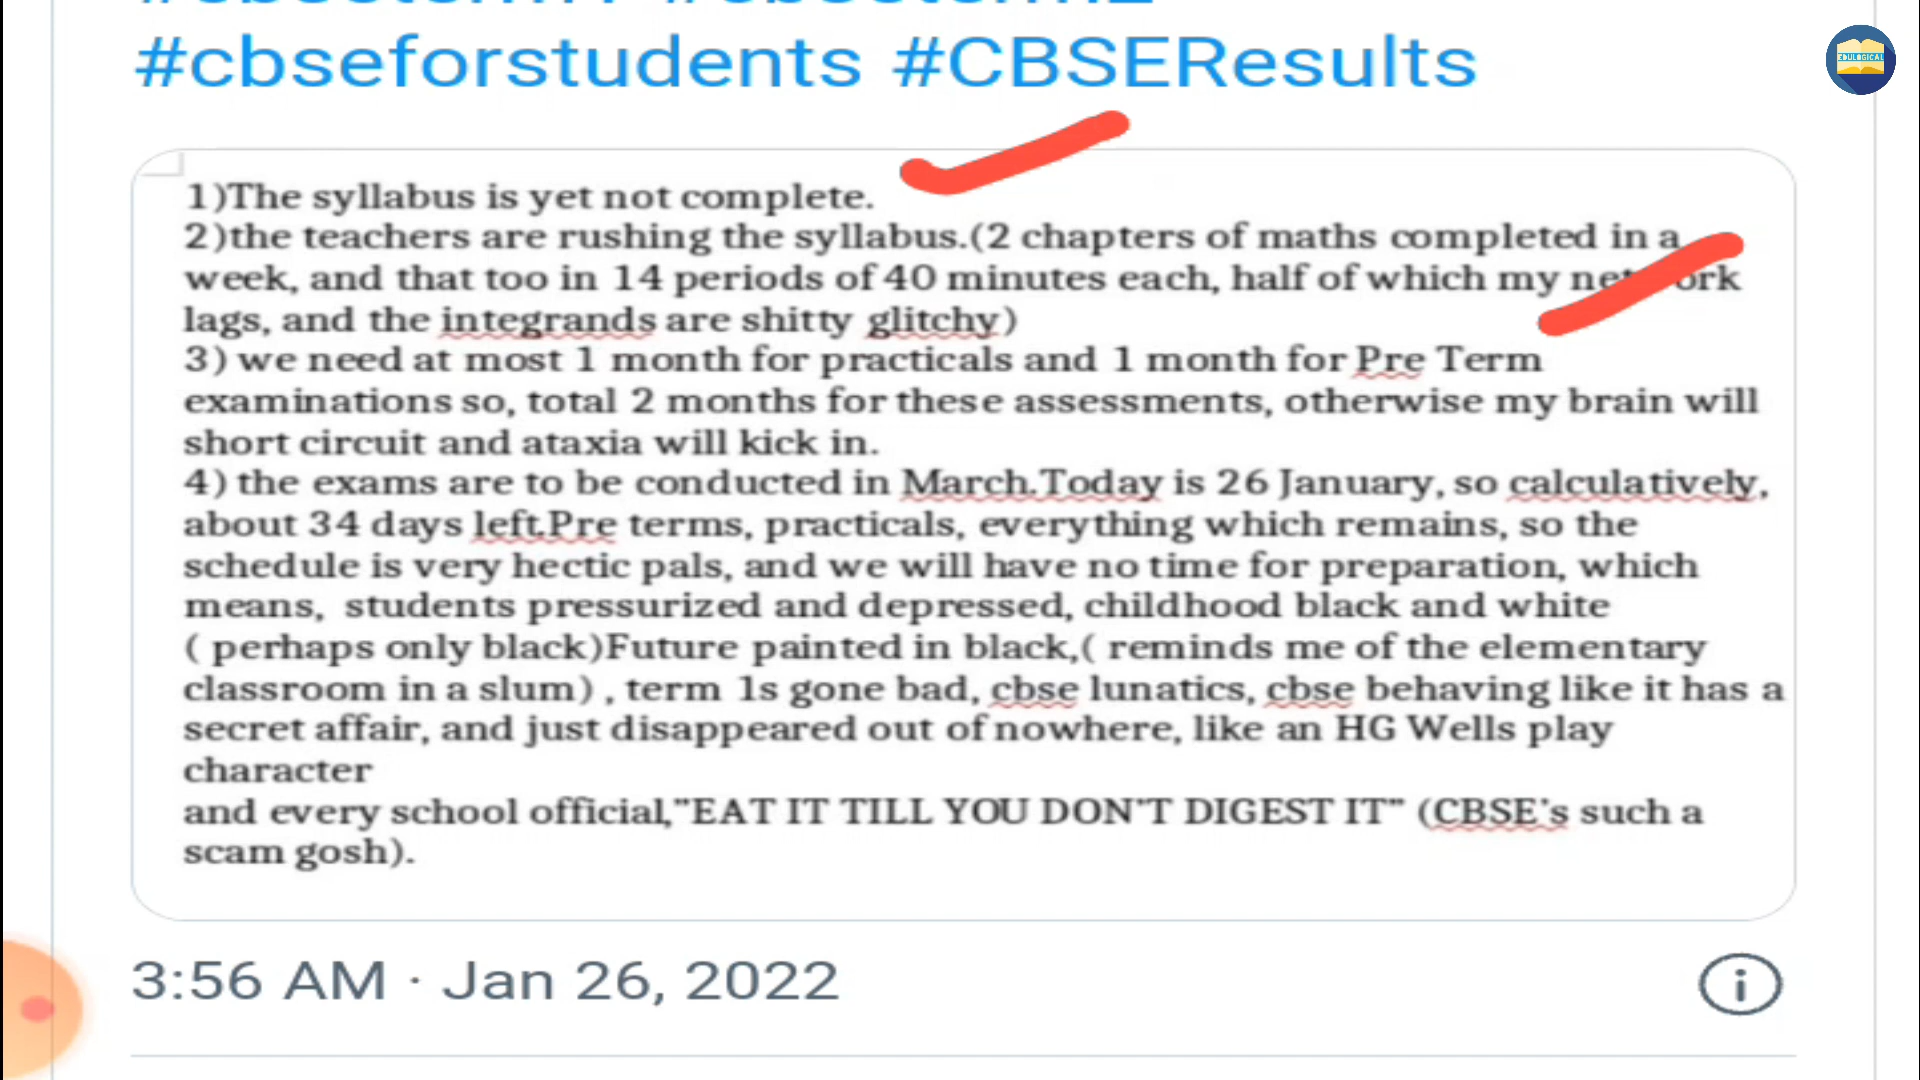 #cbseforstudents #CBSEResults
EDULOGICAL
1)The syllabus is yet not complete.
2)the teachers are rushing the syllabus.(2 chapters of maths completed in a
week, and that too in 14 periods of 40 minutes each, half of which my network
lags, and the integrands are shitty glitchy)
3) we need at most 1 month for practicals and 1 month for Pre Term
examinations so, total 2 months for these assessments, otherwise my brain will
short circuit and ataxia will kick in.
4) the exams are to be conducted in March.Today is 26 January, so calculatively,
about 34 days left.Pre terms, practicals, everything which remains, so the
schedule is very hectic pals, and we will have no time for preparation, which
means, students pressurized and depressed, childhood black and white
( perhaps only black)Future painted in black,( reminds me of the elementary
classroom in a slum) , term 1s gone bad, cbse lunatics, cbse behaving like it has a
secret affair, and just disappeared out of nowhere, like an HG Wells play
character
and every school official,"EAT IT TILL YOU DON'T DIGEST IT" (CBSE's such a
scam gosh).
3:56 AM · Jan 26, 2022